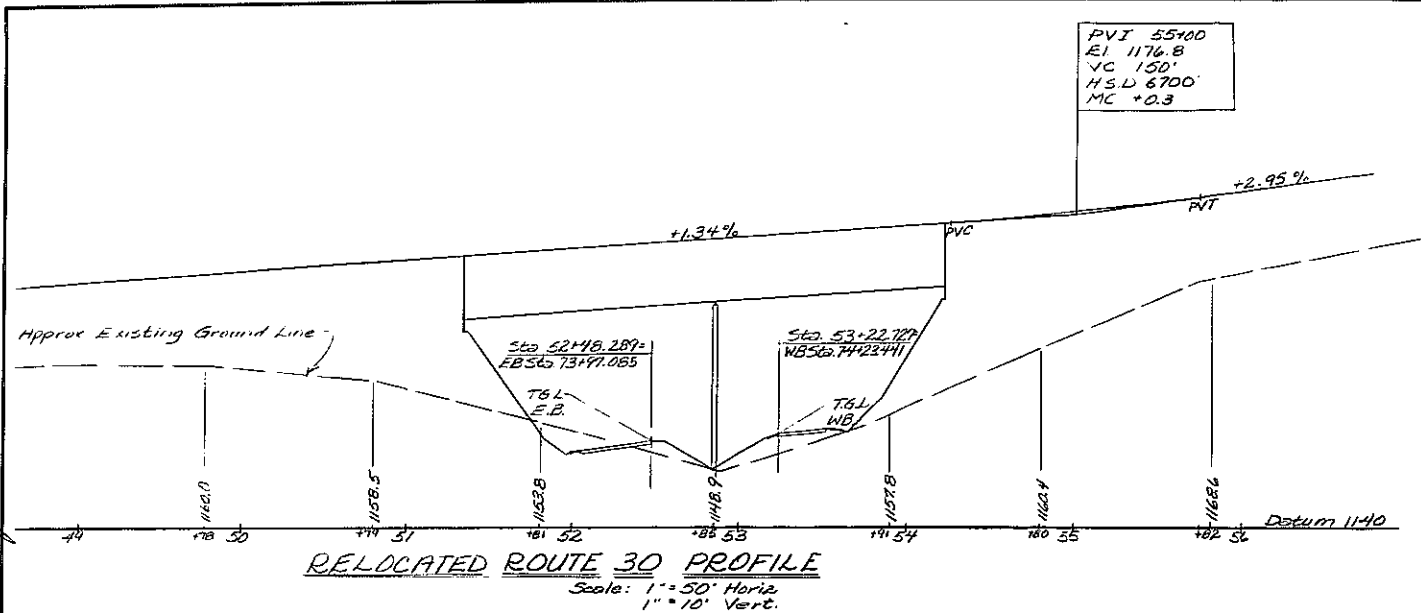 PVI 55+00
El. 1176.8
VC 150'
H.S.D 6700'
MC +0.3
+2.95 %
PVT
+1.34 %
PVC
Approx Existing Ground Line
Sta 52+48.289=
EB Sta. 73+97.085
Sta. 53+22.727=
WB Sta. 74+23.441
TGL
E.B.
T.G.L
WB
1160.0
1158.5
1153.8
1148.9
1157.8
1160.4
1168.6
Datum 1140
49 +78 50 +79 51 +81 52 +85 53 +91 54 +80 55 +82 56
RELOCATED ROUTE 30 PROFILE
Scale: 1" = 50' Horiz
1" = 10' Vert.